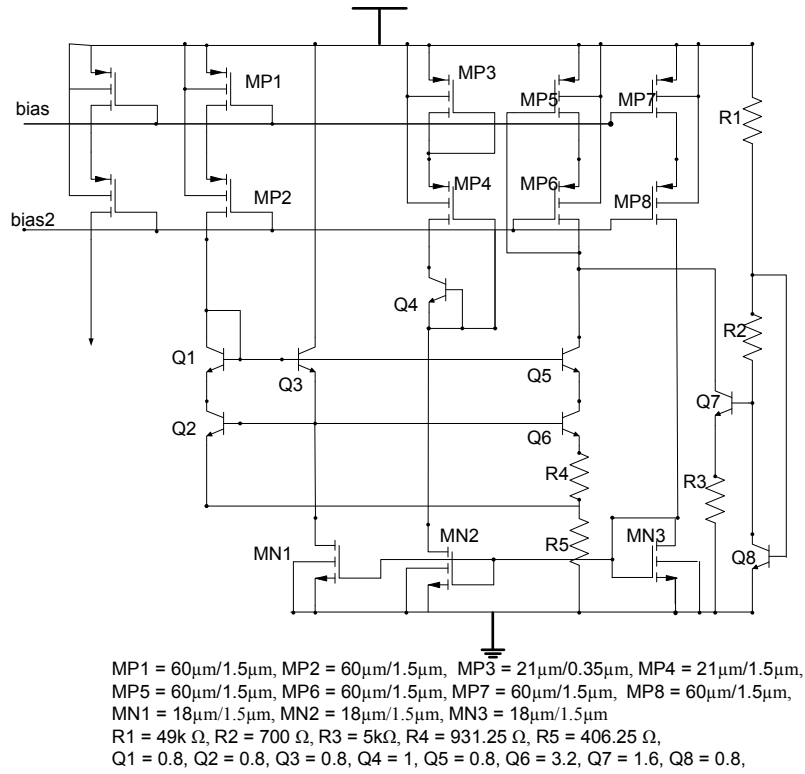 MP1
MP3
MP5
MP7
R1
bias
MP2
MP4
MP6
MP8
bias2
Q4
R2
Q1
Q3
Q5
Q7
Q2
Q6
R4
R3
MN1
MN2
R5
MN3
Q8
MP1 = 60µm/1.5µm, MP2 = 60µm/1.5µm, MP3 = 21µm/0.35µm, MP4 = 21µm/1.5µm,
MP5 = 60µm/1.5µm, MP6 = 60µm/1.5µm, MP7 = 60µm/1.5µm, MP8 = 60µm/1.5µm,
MN1 = 18µm/1.5µm, MN2 = 18µm/1.5µm, MN3 = 18µm/1.5µm
R1 = 49k Ω, R2 = 700 Ω, R3 = 5kΩ, R4 = 931.25 Ω, R5 = 406.25 Ω,
Q1 = 0.8, Q2 = 0.8, Q3 = 0.8, Q4 = 1, Q5 = 0.8, Q6 = 3.2, Q7 = 1.6, Q8 = 0.8,